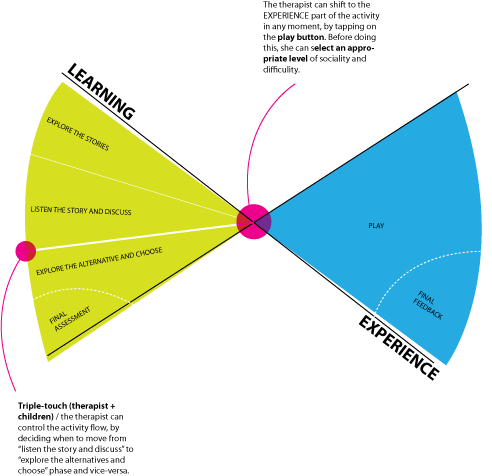 The therapist can shift to the
EXPERIENCE part of the activity
in any moment, by tapping on
the play button. Before doing
this, she can select an appro-
priate level of sociality and
difficulity.
LEARNING
EXPLORE THE STORIES
LISTEN THE STORY AND DISCUSS
EXPLORE THE ALTERNATIVE AND CHOOSE
FINAL
ASSESSMENT
PLAY
FINAL
FEEDBACK
EXPERIENCE
Triple-touch (therapist +
children) / the therapist can
control the activity flow, by
deciding when to move from
“listen the story and discuss” to
“explore the alternatives and
choose” phase and vice-versa.